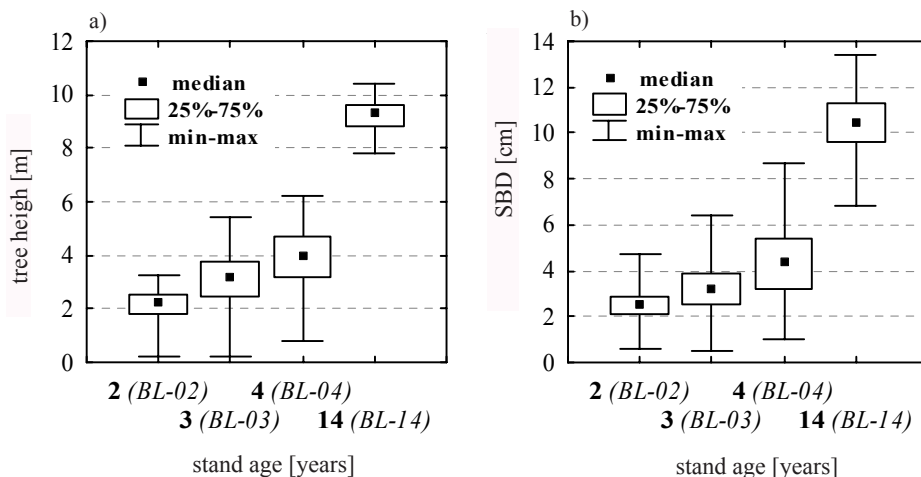 a)
tree heigh [m]
12
10
8
6
4
2
0
median
25%-75%
min-max
2 (BL-02)
4 (BL-04)
3 (BL-03)
14 (BL-14)
stand age [years]
b)
SBD [cm]
14
12
10
8
6
4
2
0
median
25%-75%
min-max
2 (BL-02)
4 (BL-04)
3 (BL-03)
14 (BL-14)
stand age [years]